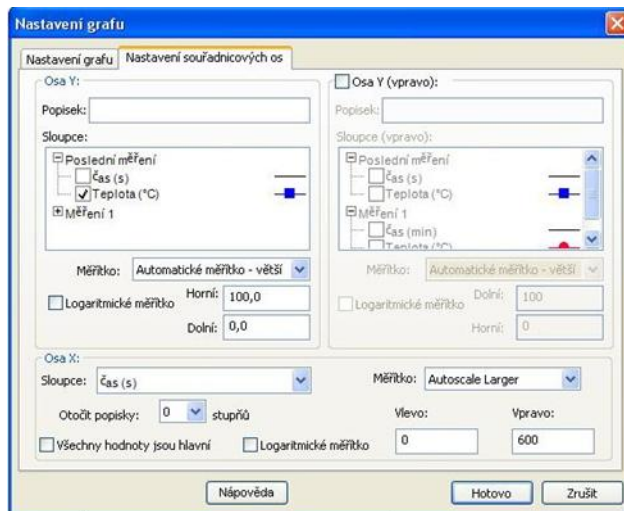 Nastavení grafu
Nastavení grafu
Nastavení souřadnicových os
Osa Y:
Popisek:
Sloupce:
Poslední měření
čas (s)
Teplota (°C)
Měření 1
Měřítko: Automatické měřítko - větší
Logaritmické měřítko
Horní: 100,0
Dolní: 0,0
Osa Y (vpravo):
Popisek:
Sloupce (vpravo):
Poslední měření
čas (s)
Teplota (°C)
Měření 1
čas (min)
Teplota (°C)
Měřítko: Automatické měřítko - větší
Logaritmické měřítko
Dolní: 100
Horní: 0
Osa X:
Sloupce: čas (s)
Měřítko: Autoscale Larger
Otočit popisky: 0 stupňů
Vlevo:
Vpravo:
Všechny hodnoty jsou hlavní
Logaritmické měřítko
0
600
Nápověda
Hotovo
Zrušit